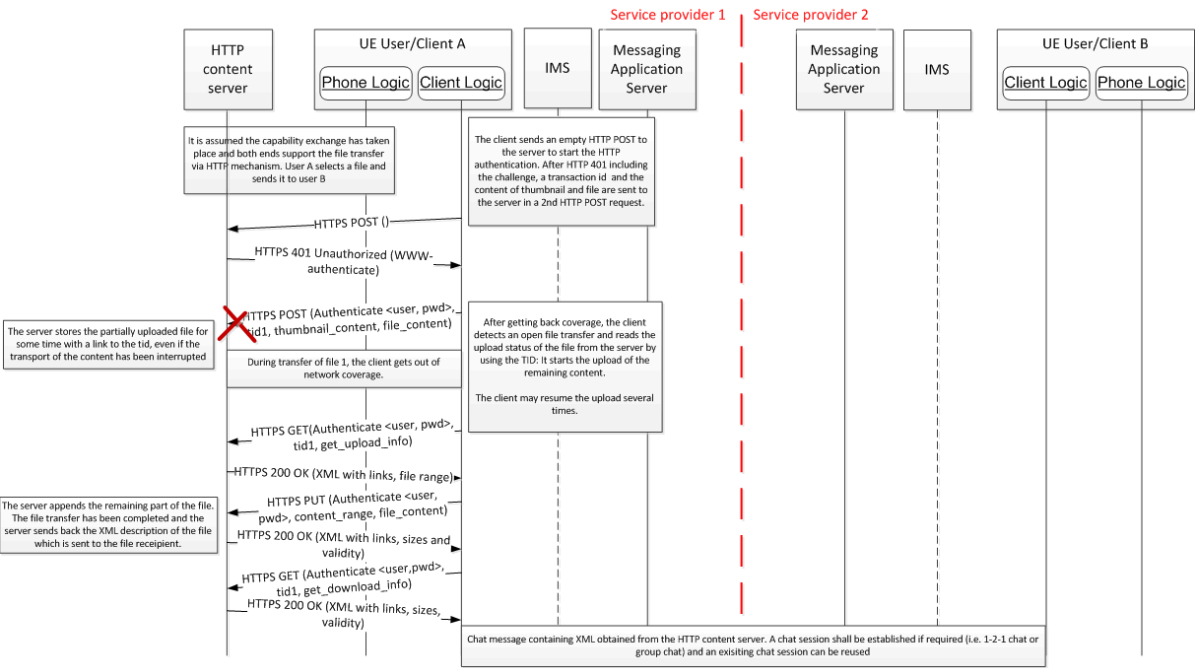 Service provider 1
Service provider 2
HTTP
content
server
UE User/Client A
Phone Logic
Client Logic
IMS
Messaging
Application
Server
Messaging
Application
Server
IMS
UE User/Client B
Client Logic
Phone Logic
It is assumed the capability exchange has taken
place and both ends support the file transfer
via HTTP mechanism. User A selects a file and
sends it to user B
The client sends an empty HTTP POST to
the server to start the HTTP
authentication. After HTTP 401 including
the challenge, a transaction id and the
content of thumbnail and file are sent to
the server in a 2nd HTTP POST request.
HTTPS POST ()
HTTPS 401 Unauthorized (WWW-
authenticate)
HTTPS POST (Authenticate <user, pwd>,
tid1, thumbnail_content, file_content)
The server stores the partially uploaded file for
some time with a link to the tid, even if the
transport of the content has been interrupted
During transfer of file 1, the client gets out of
network coverage.
After getting back coverage, the client
detects an open file transfer and reads the
upload status of the file from the server by
using the TID: It starts the upload of the
remaining content.
The client may resume the upload several
times.
HTTPS GET(Authenticate <user, pwd>,
tid1, get_upload_info)
HTTPS 200 OK (XML with links, file range)
HTTPS PUT (Authenticate <user,
pwd>, content_range, file_content)
The server appends the remaining part of the file.
The file transfer has been completed and the
server sends back the XML description of the file
which is sent to the file receipient.
HTTPS 200 OK (XML with links, sizes and
validity)
HTTPS GET (Authenticate <user,pwd>,
tid1, get_download_info)
HTTPS 200 OK (XML with links, sizes,
validity)
Chat message containing XML obtained from the HTTP content server. A chat session shall be established if required (i.e. 1-2-1 chat or
group chat) and an exisiting chat session can be reused